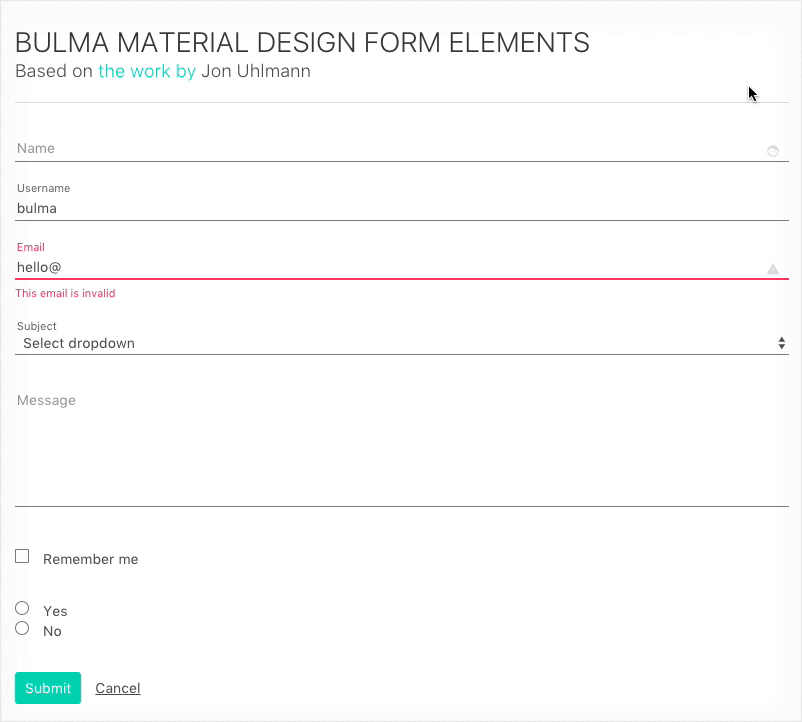 BULMA MATERIAL DESIGN FORM ELEMENTS
Based on the work by Jon Uhlmann
Name
Username
bulma
Email
hello@
This email is invalid
Subject
Select dropdown
Message
Remember me
Yes
No
Submit Cancel